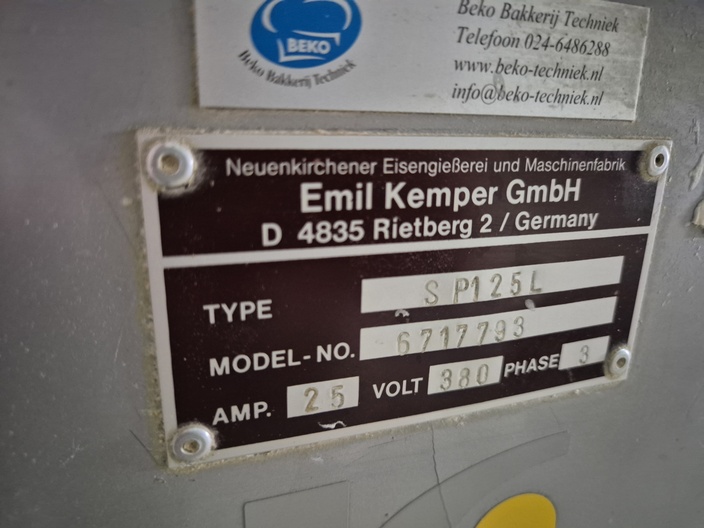 BEKO
Beko Bakkerij Techniek
Beko Bakkerij Techniek
Telefoon 024-6486288
www.beko-techniek.nl
info@beko-techniek.nl
Neuenkirchener Eisengießerei und Maschinenfabrik
Emil Kemper GmbH
D 4835 Rietberg 2 / Germany
TYPE SP125L
MODEL-NO. 6717793
AMP. 25 VOLT 380 PHASE 3